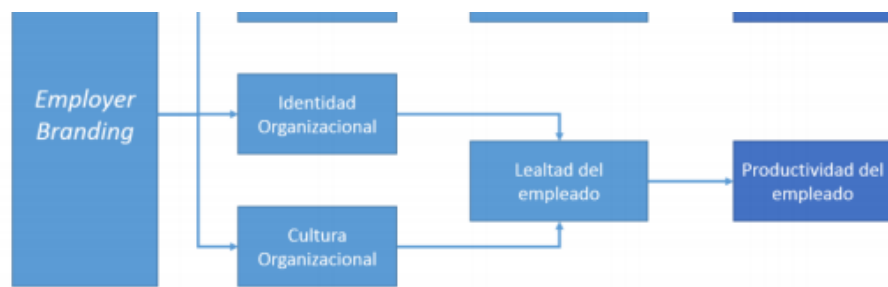 Employer
Branding
Identidad
Organizacional
Cultura
Organizacional
Lealtad del
empleado
Productividad del
empleado